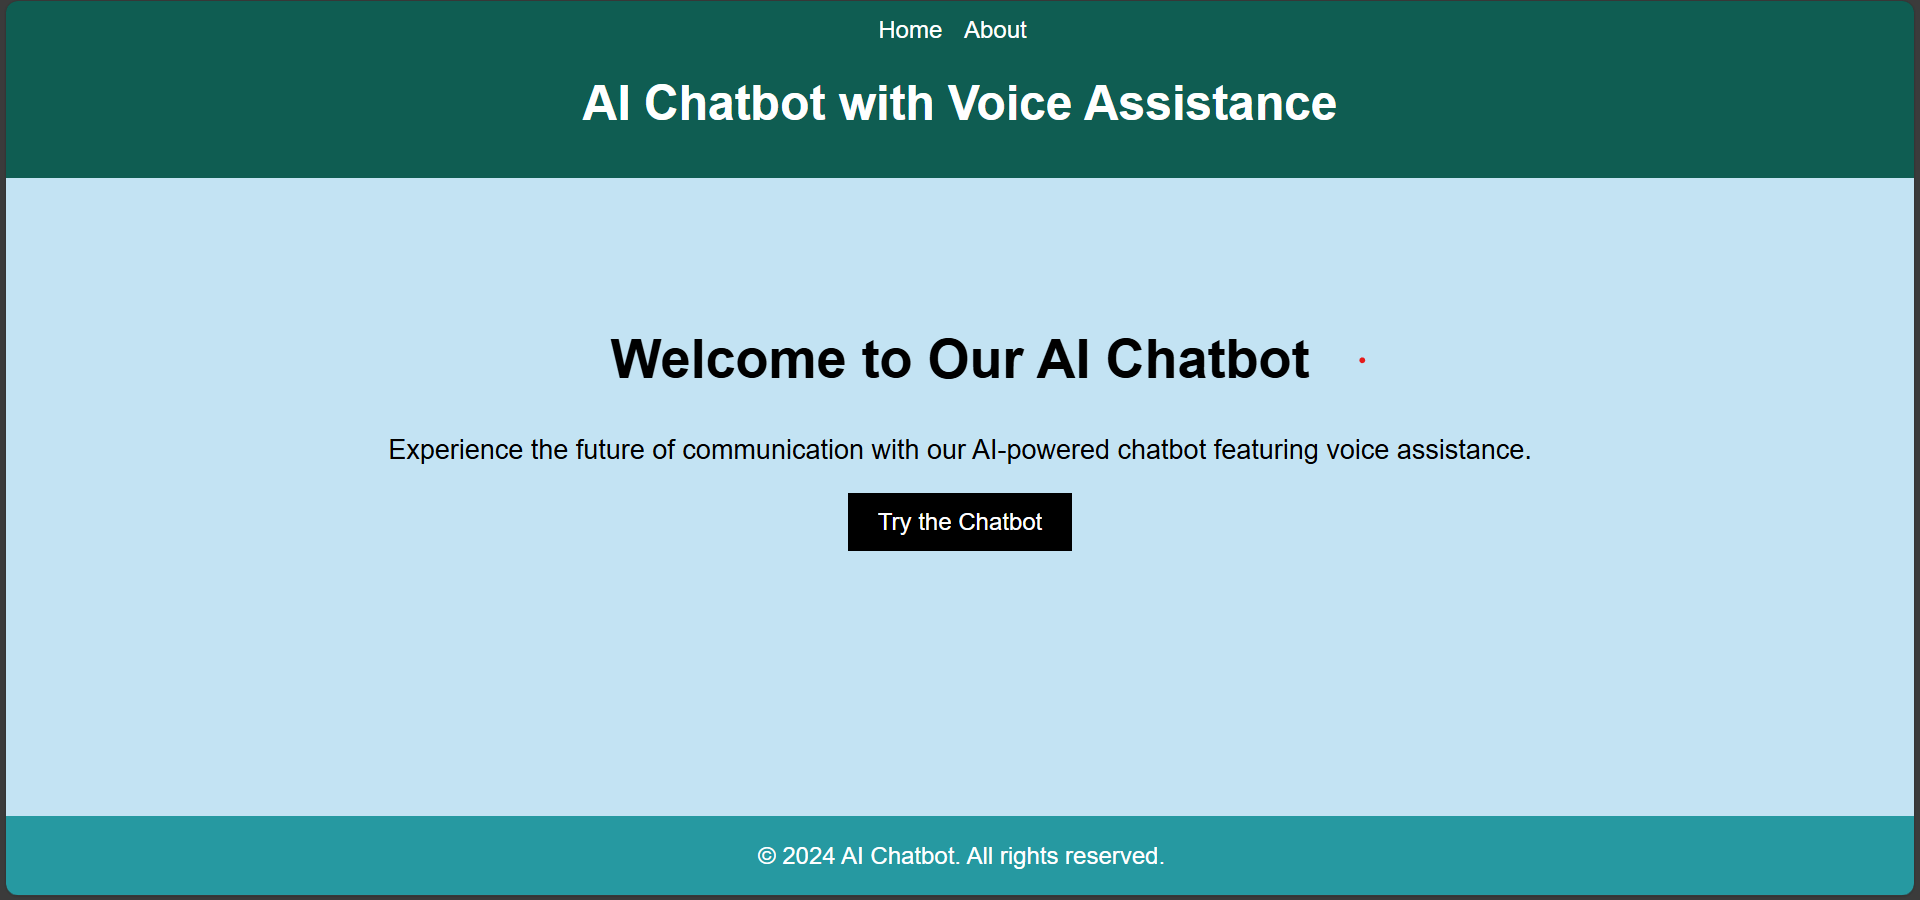 Home About
AI Chatbot with Voice Assistance
Welcome to Our AI Chatbot
Experience the future of communication with our AI-powered chatbot featuring voice assistance.
Try the Chatbot
© 2024 AI Chatbot. All rights reserved.